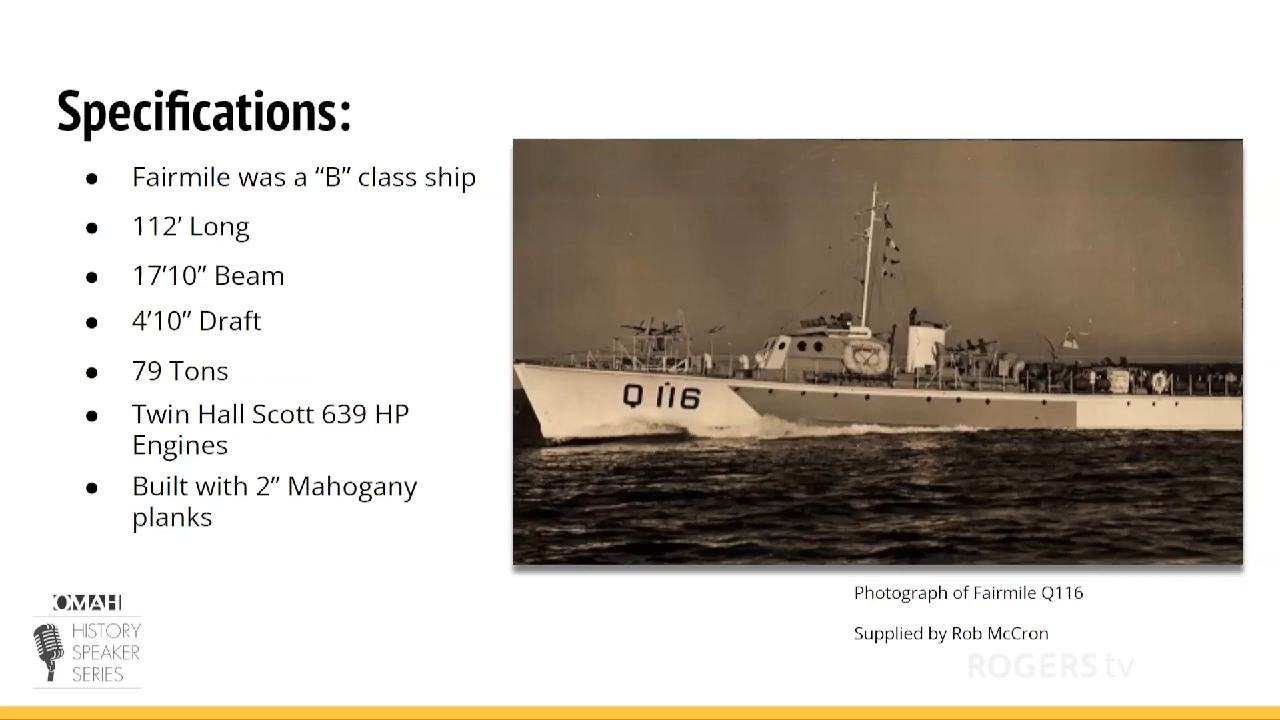 Specifications:
Fairmile was a “B” class ship
112’ Long
17’10” Beam
4’10” Draft
79 Tons
Twin Hall Scott 639 HP
Engines
Built with 2” Mahogany
planks
Q 116
Photograph of Fairmile Q116
Supplied by Rob McCron
OMAH
HISTORY
SPEAKER
SERIES
ROGERS tv